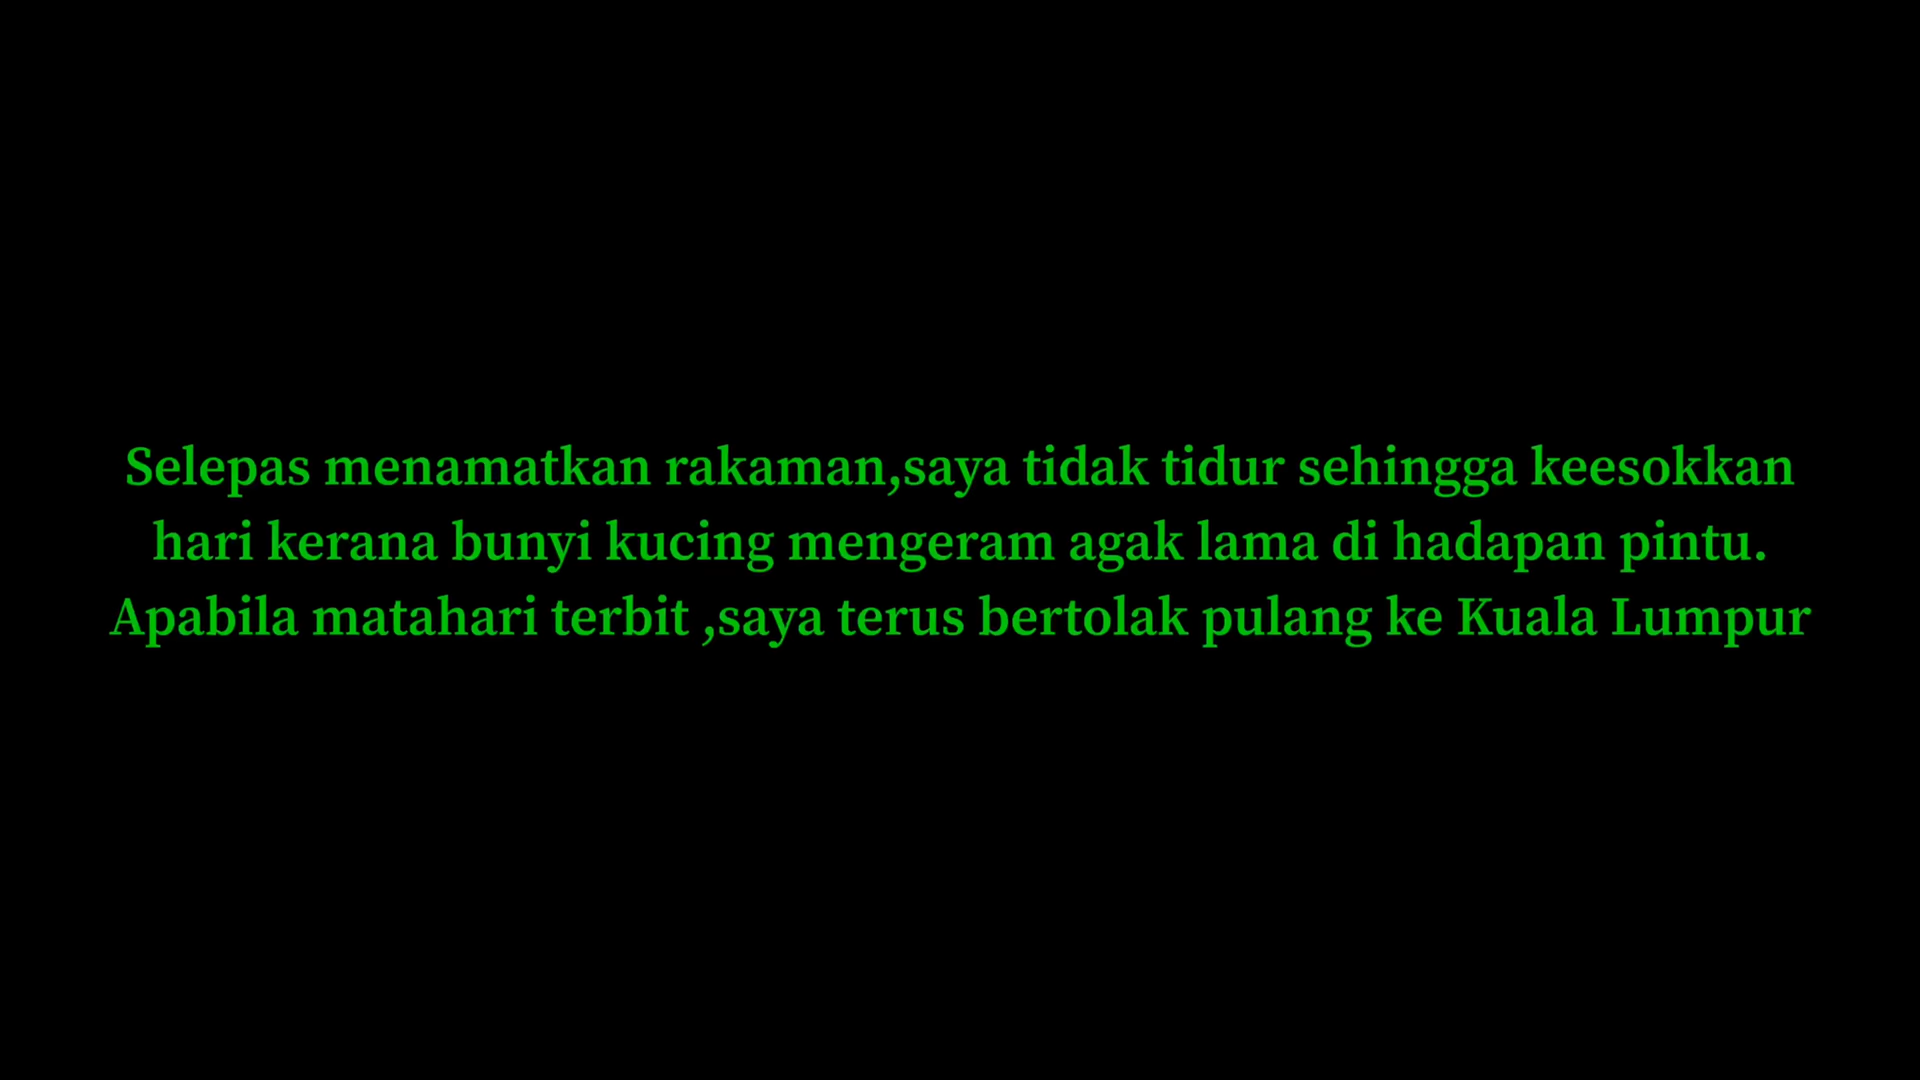 Selepas menamatkan rakaman,saya tidak tidur sehingga keesokkan
hari kerana bunyi kucing mengeram agak lama di hadapan pintu.
Apabila matahari terbit ,saya terus bertolak pulang ke Kuala Lumpur